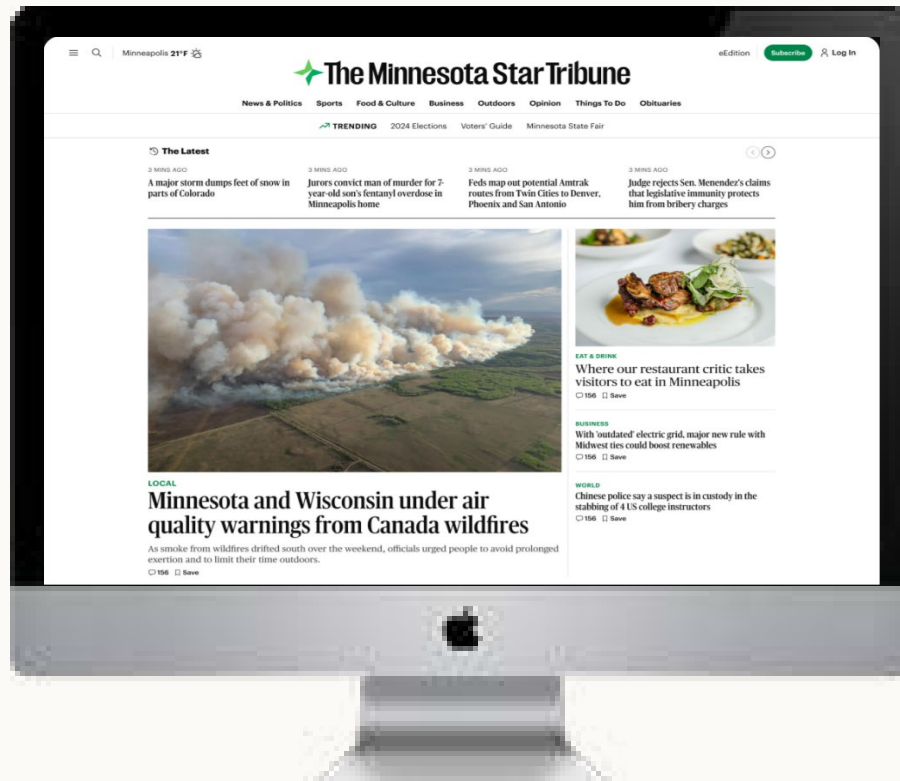 Minneapolis 21°F
eEdition
Subscribe
Log In
The Minnesota Star Tribune
News & Politics Sports Food & Culture Business Outdoors Opinion Things To Do Obituaries
TRENDING 2024 Elections Voters' Guide Minnesota State Fair
The Latest
3 MINS AGO
A major storm dumps feet of snow in
parts of Colorado
3 MINS AGO
Jurors convict man of murder for 7-
year-old son's fentanyl overdose in
Minneapolis home
3 MINS AGO
Feds map out potential Amtrak
routes from Twin Cities to Denver,
Phoenix and San Antonio
3 MINS AGO
Judge rejects Sen. Menendez's claims
that legislative immunity protects
him from bribery charges
LOCAL
Minnesota and Wisconsin under air
quality warnings from Canada wildfires
As smoke from wildfires drifted south over the weekend, officials urged people to avoid prolonged
exertion and to limit their time outdoors.
156 Save
EAT & DRINK
Where our restaurant critic takes
visitors to eat in Minneapolis
156 Save
BUSINESS
With 'outdated' electric grid, major new rule with
Midwest ties could boost renewables
156 Save
WORLD
Chinese police say a suspect is in custody in the
stabbing of 4 US college instructors
156 Save